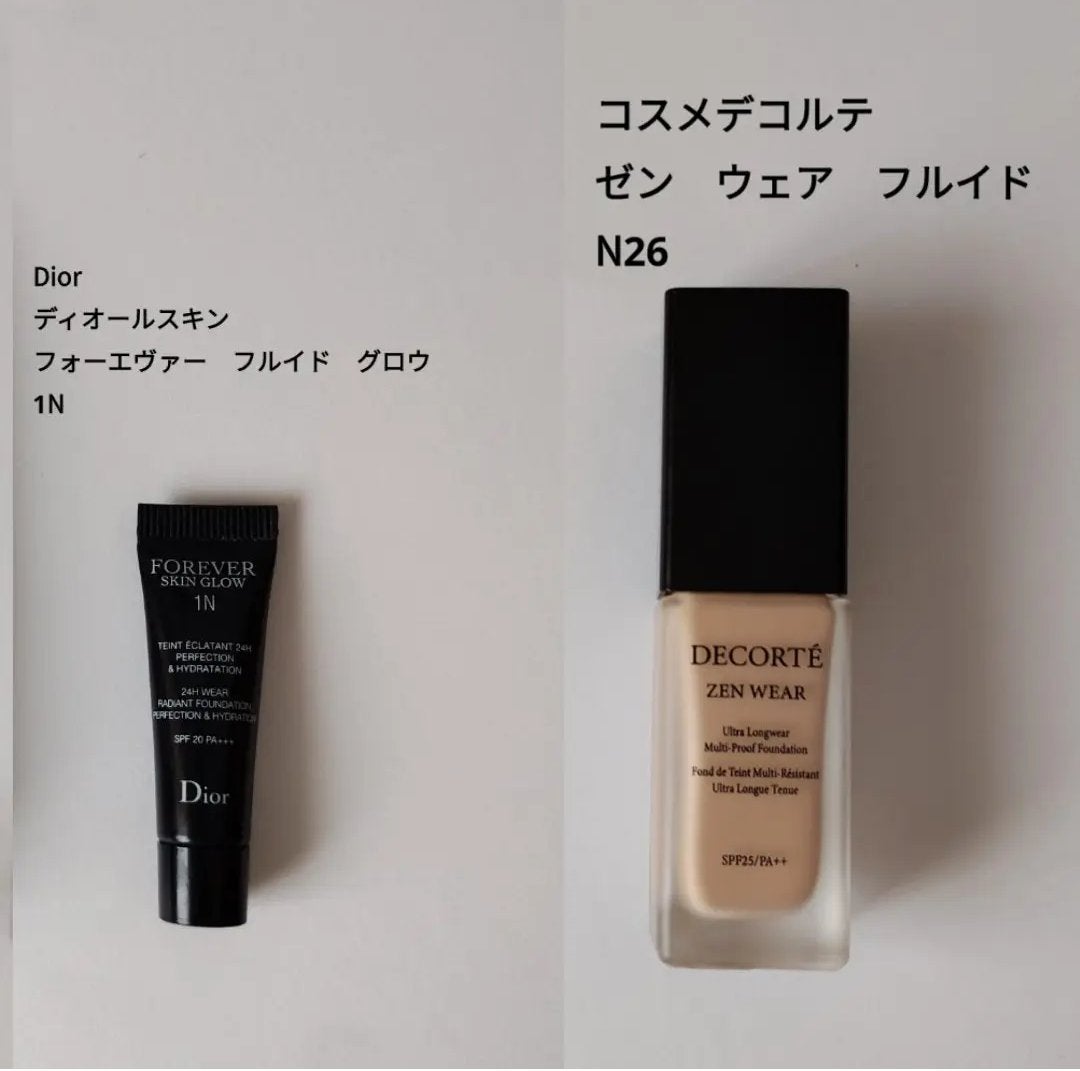 Dior
ディオールスキン
フォーエヴァー　フルイド　グロウ
1N
FOREVER
SKIN GLOW
1N
TEINT ÉCLATANT 24H
PERFECTION
& HYDRATATION
24H WEAR
RADIANT FOUNDATION
PERFECTION & HYDRATION
SPF 20 PA+++
Dior
コスメデコルテ
ゼン　ウェア　フルイド
N26
DECORTÉ
ZEN WEAR
Ultra Longwear
Multi-Proof Foundation
Fond de Teint Multi-Résistant
Ultra Longue Tenue
SPF25/PA++